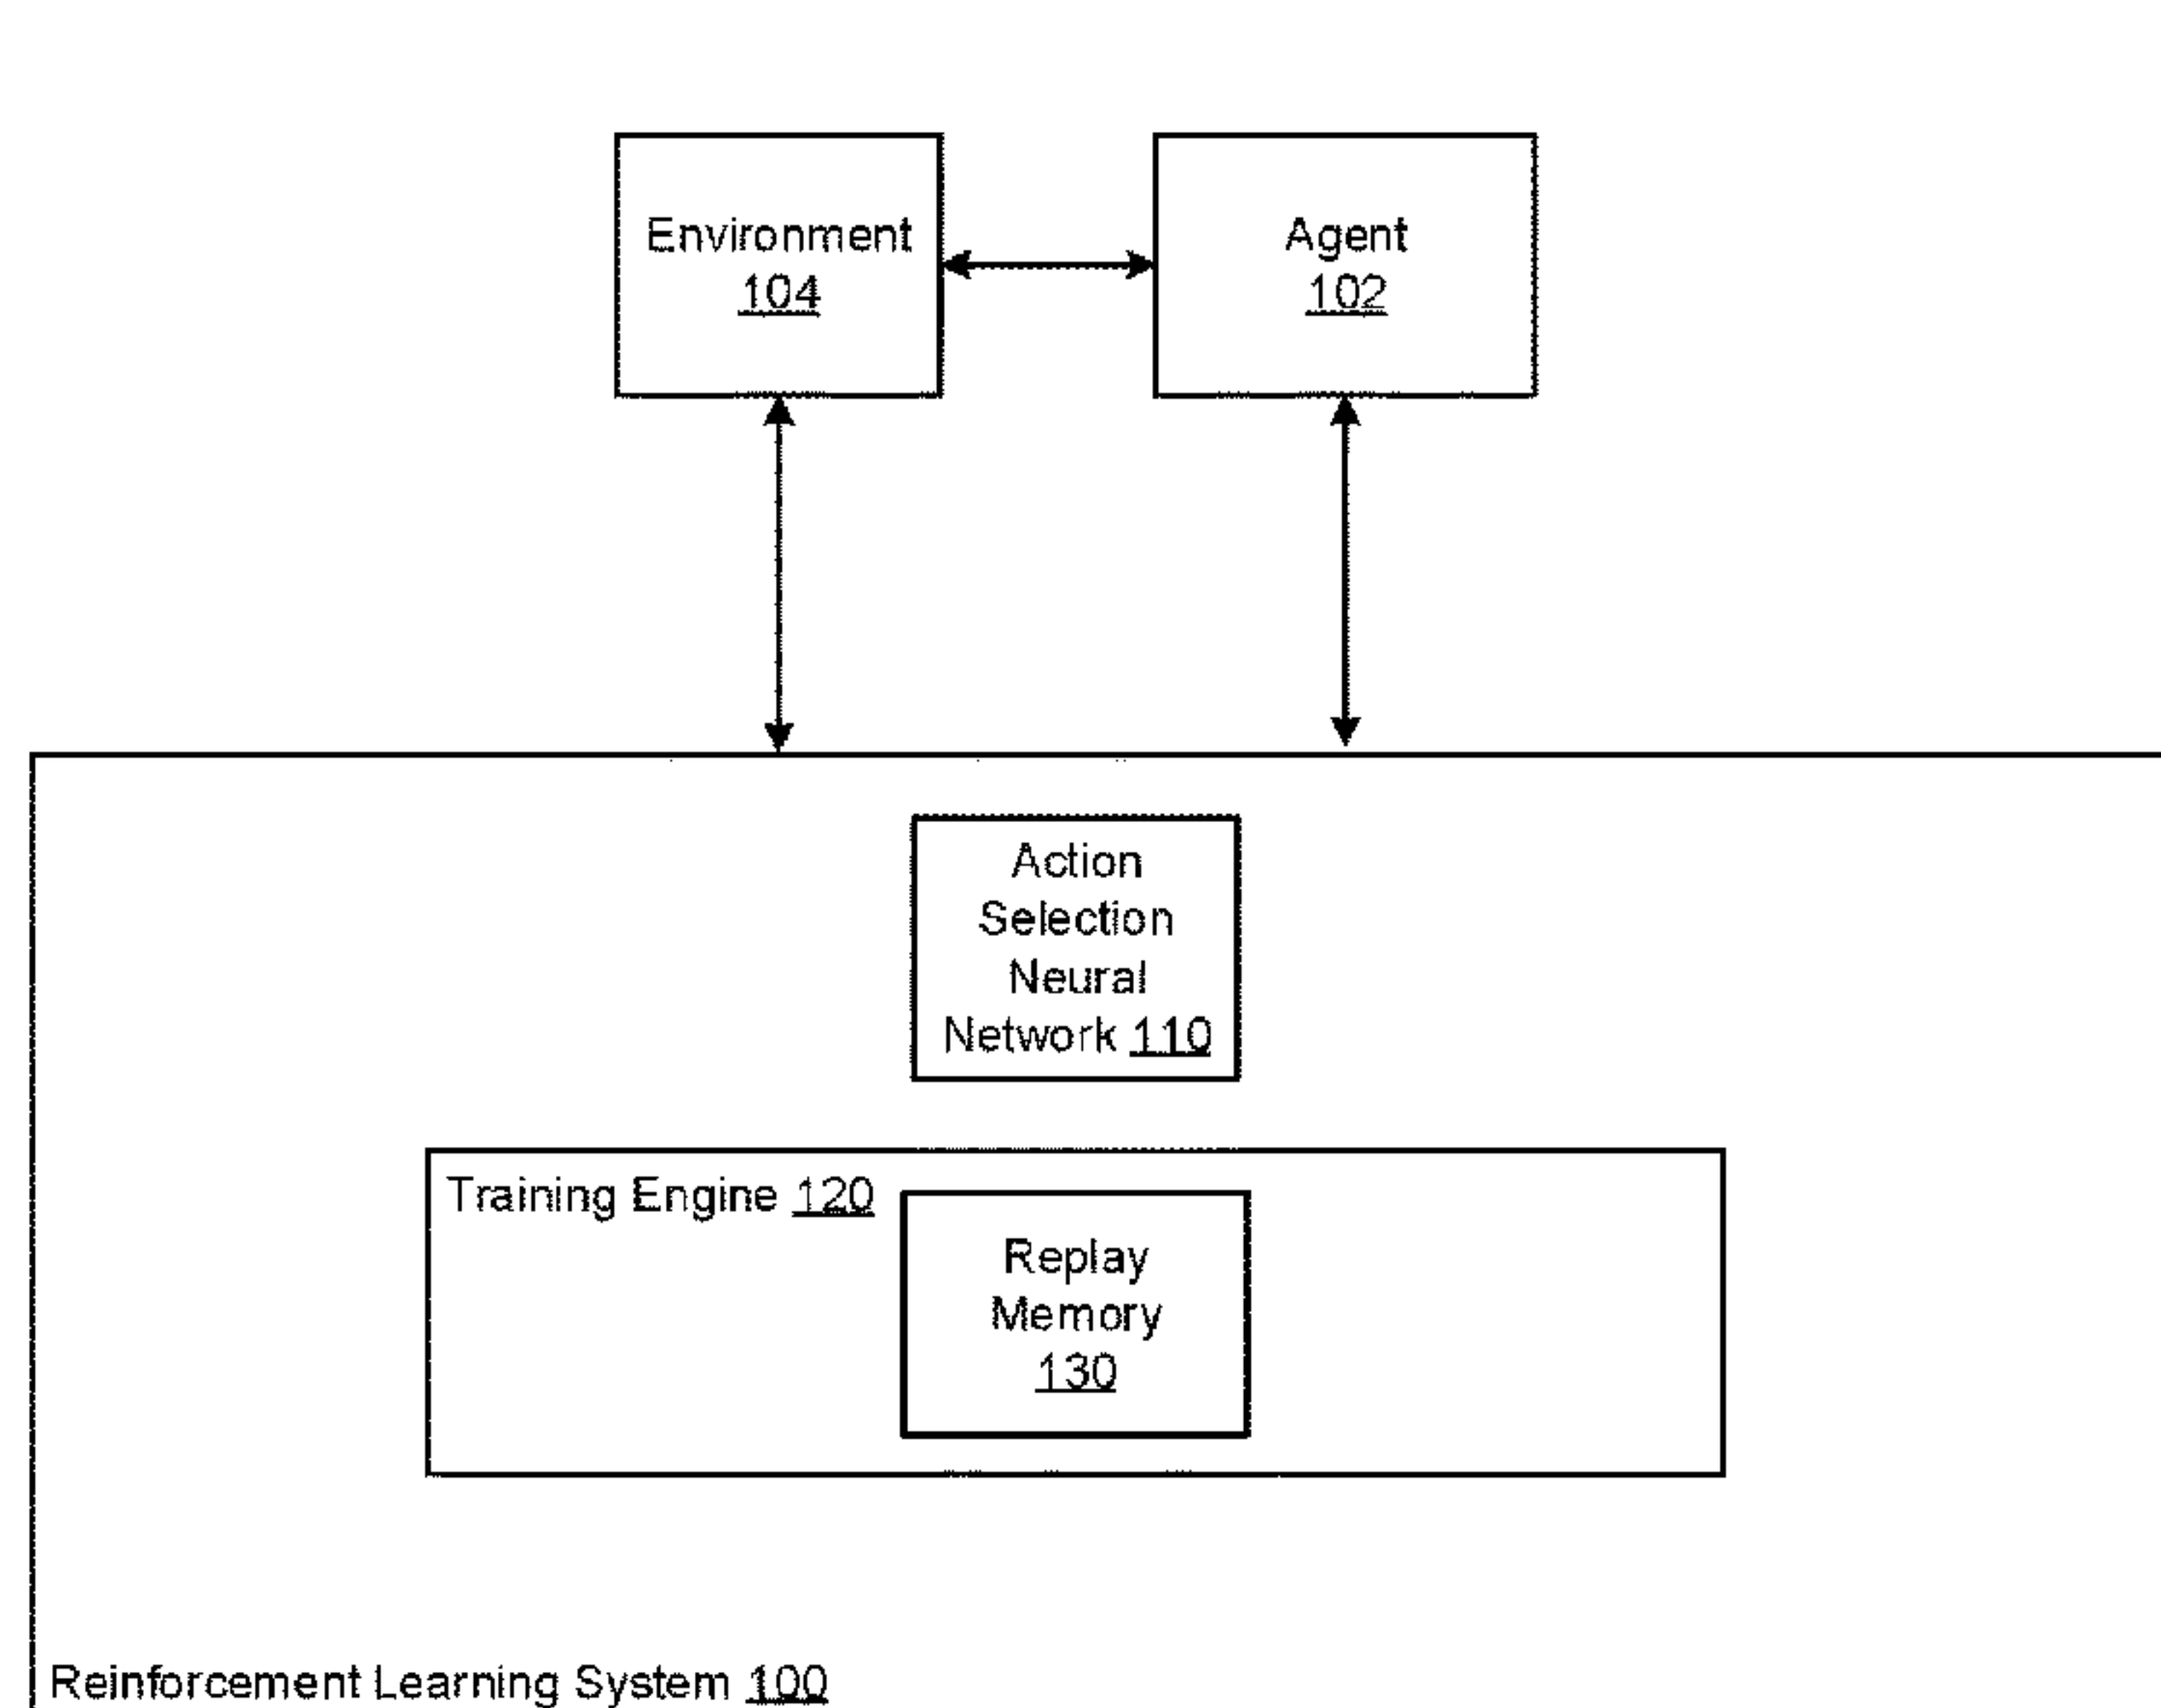 Environment
104
Agent
102
Action
Selection
Neural
Network 110
Training Engine 120
Replay
Memory
130
Reinforcement Learning System 100